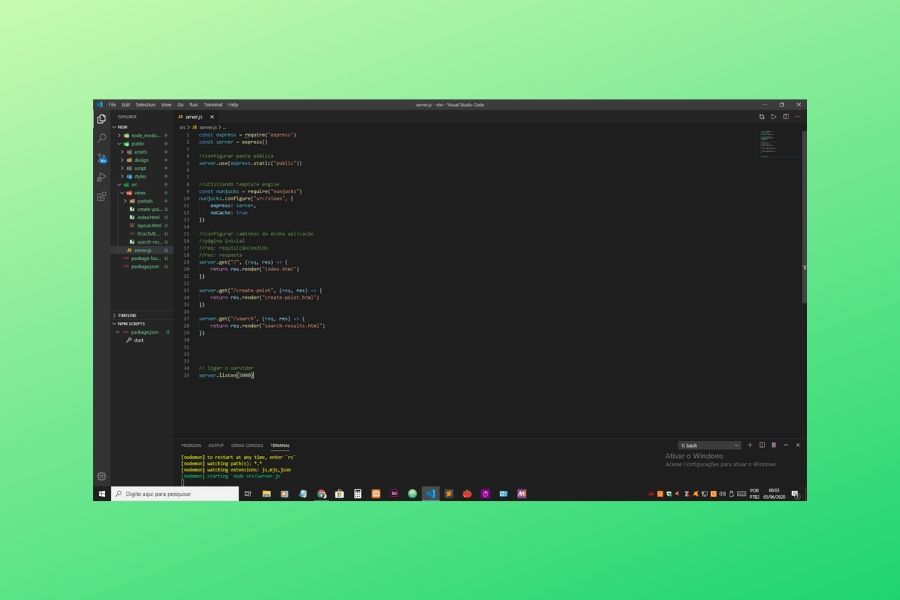 File Edit Selection View Go Run Terminal Help
server.js - nlw - Visual Studio Code
EXPLORER
NLW
node_modu...
public
assets
design
script
styles
src
views
partials
create-poi... U
index.html U
layout.html U
README.... U
search-res... U
JS server.js U
package-loc... U
package.json U
TIMELINE
NPM SCRIPTS
package.json U
start
JS server.js ×
src > JS server.js > ...
1 const express = require("express")
2 const server = express()
3
4 //configurar pasta pública
5 server.use(express.static("public"))
6
7
8 //utilizando template engine
9 const nunjucks = require("nunjucks")
10 nunjucks.configure("src/views", {
11 express: server,
12 noCache: true
13 })
14
15 //configurar caminhos da minha aplicação
16 //página inicial
17 //req: requisição/pedido
18 //res: resposta
19 server.get("/", (req, res) => {
20 return res.render("index.html")
21 })
22
23 server.get("/create-point", (req, res) => {
24 return res.render("create-point.html")
25 })
26
27 server.get("/search", (req, res) => {
28 return res.render("search-results.html")
29 })
30
31
32
33
34 // ligar o servidor
35 server.listen(3000)
PROBLEMS OUTPUT DEBUG CONSOLE TERMINAL
1: bash
[nodemon] to restart at any time, enter `rs`
[nodemon] watching path(s): *.*
[nodemon] watching extensions: js,mjs,json
[nodemon] starting `node src/server.js`
Ativar o Windows
Acesse Configurações para ativar o Windows.
Digite aqui para pesquisar
POR
PTB2
05/06/2020